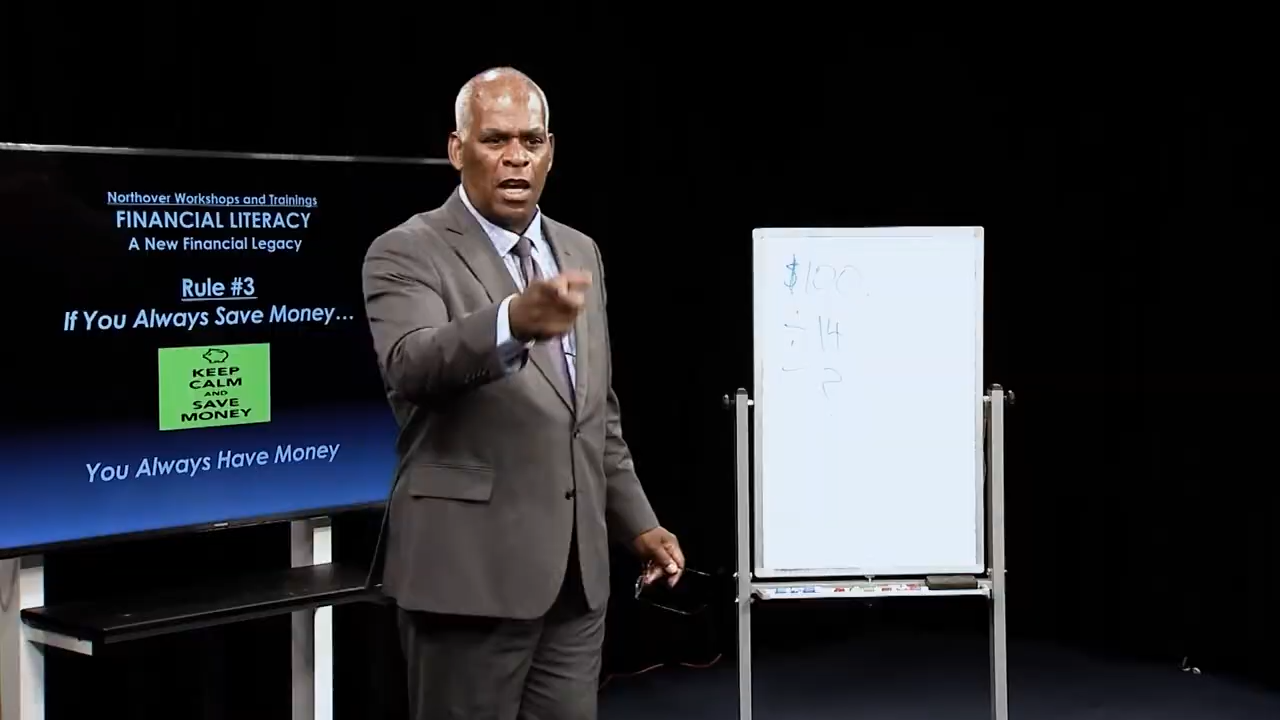 Northover Workshops and Trainings
FINANCIAL LITERACY
A New Financial Legacy
Rule #3
If You Always Save Money...
KEEP
CALM
AND
SAVE
MONEY
You Always Have Money
$100.
÷ 14
— 2